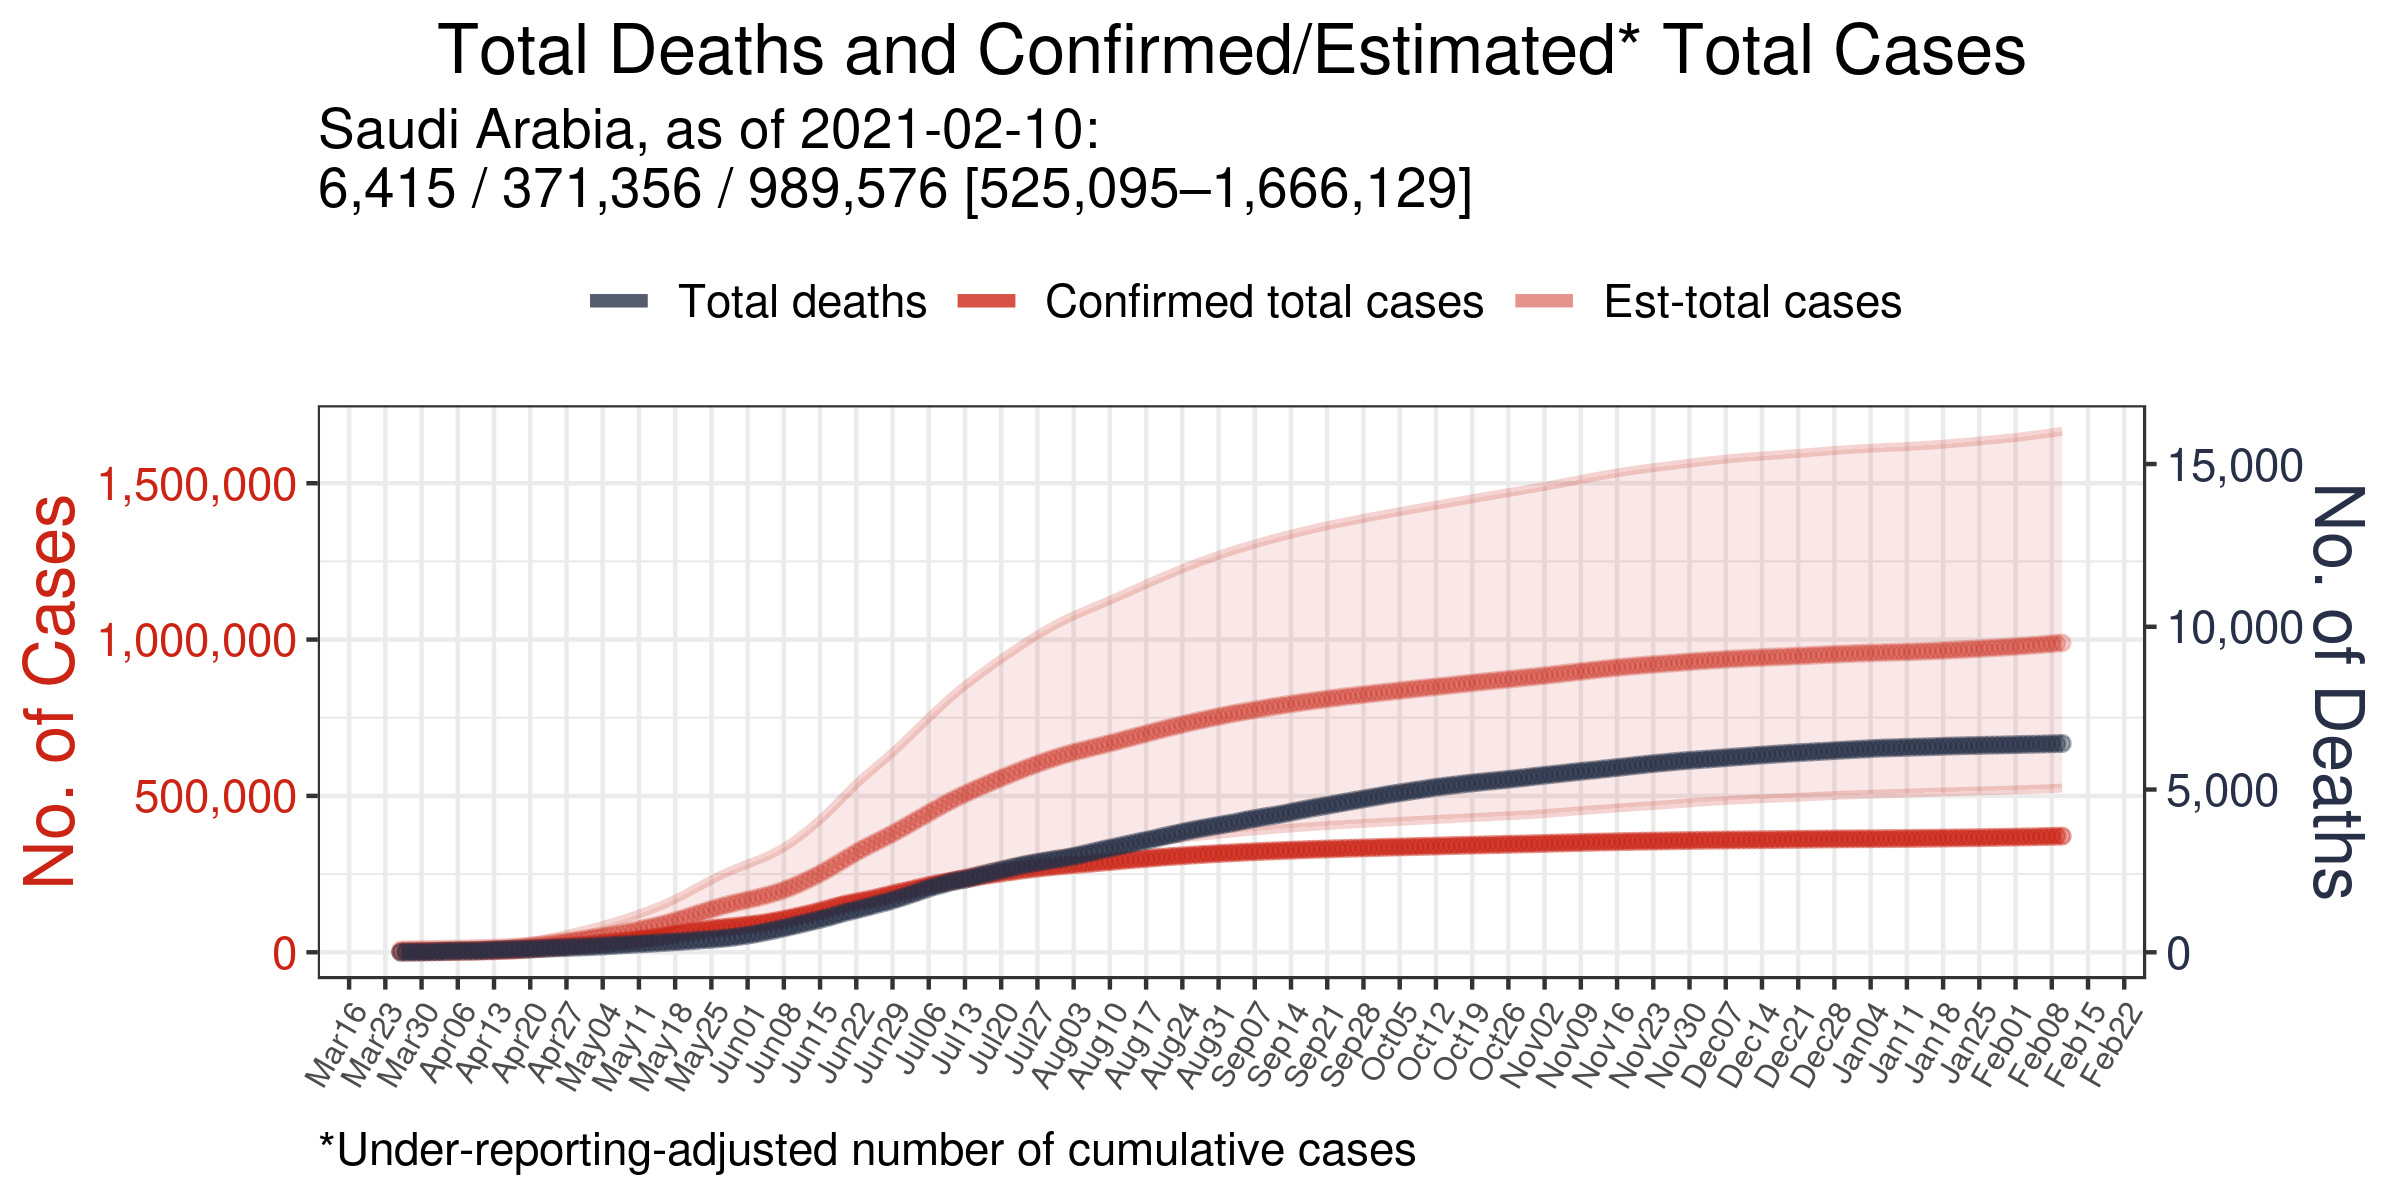 Total Deaths and Confirmed/Estimated* Total Cases
Saudi Arabia, as of 2021-02-10:
6,415 / 371,356 / 989,576 [525,095–1,666,129]
Total deaths
Confirmed total cases
Est-total cases
No. of Cases
1,500,000
1,000,000
500,000
0
15,000
10,000
5,000
0
No. of Deaths
Mar16
Mar23
Mar30
Apr06
Apr13
Apr20
Apr27
May04
May11
May18
May25
Jun01
Jun08
Jun15
Jun22
Jun29
Jul06
Jul13
Jul20
Jul27
Aug03
Aug10
Aug17
Aug24
Aug31
Sep07
Sep14
Sep21
Sep28
Oct05
Oct12
Oct19
Oct26
Nov02
Nov09
Nov16
Nov23
Nov30
Dec07
Dec14
Dec21
Dec28
Jan04
Jan11
Jan18
Jan25
Feb01
Feb08
Feb15
Feb22
*Under-reporting-adjusted number of cumulative cases